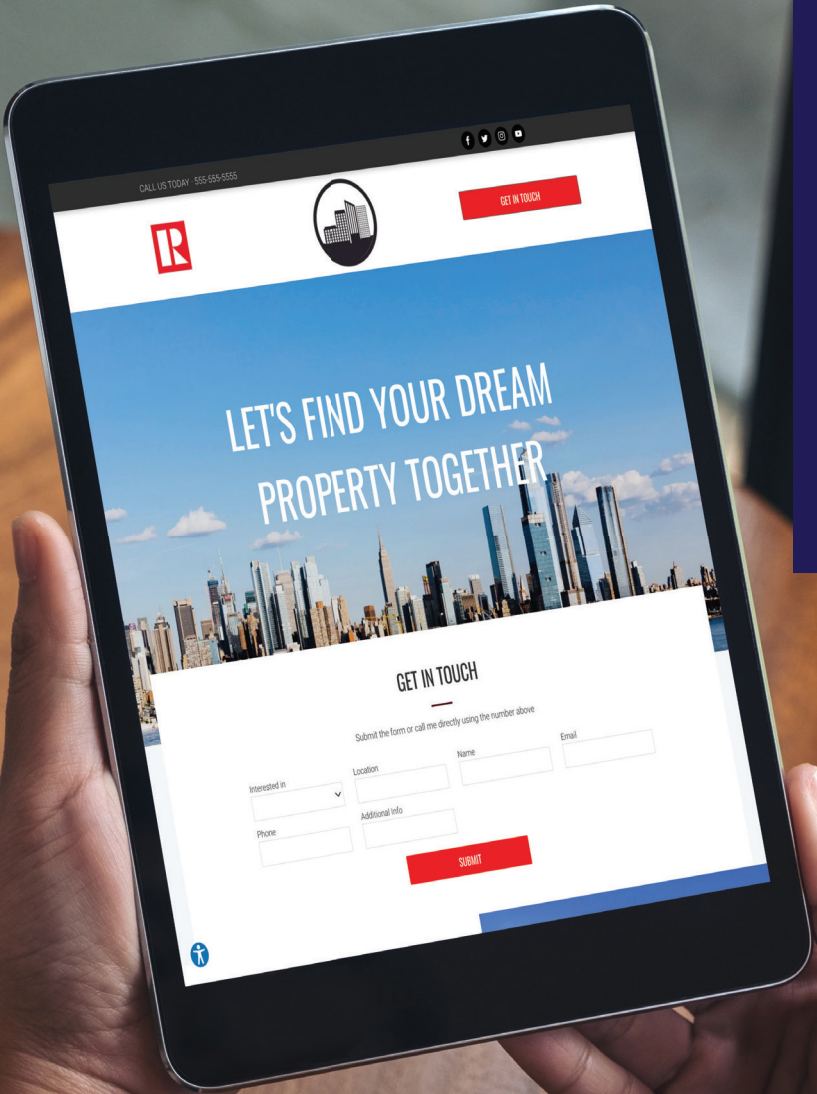 CALL US TODAY - 555-555-5555
GET IN TOUCH
LET'S FIND YOUR DREAM
PROPERTY TOGETHER
GET IN TOUCH
Submit the form or call me directly using the number above
Interested in
Location
Name
Email
Phone
Additional Info
SUBMIT